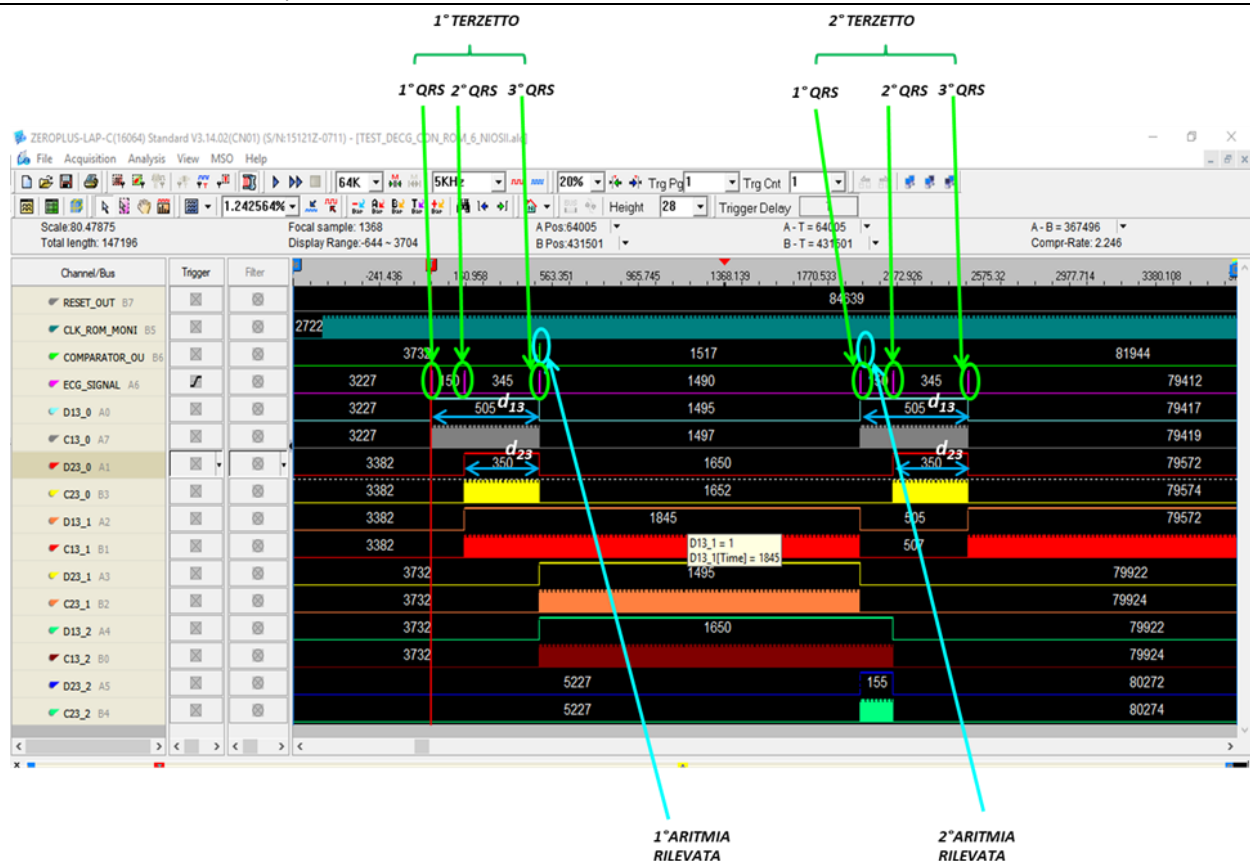 1°TERZETTO 2°TERZETTO
1°QRS 2°QRS 3°QRS 1°QRS 2°QRS 3°QRS
ZEROPLUS-LAP-C(16064) Standard V3.14.02(CN01) (S/N:15121Z-0711) - [TEST_DECG_CON_ROM_6_NIOSII.alc]
File Acquisition Analysis View MSO Help
64K 5KHz 20% Trg Pg 1 Trg Cnt 1
1.242564% Height 28 Trigger Delay
Scale:80.47875 Focal sample: 1368 A Pos:64005 A - T = 64005 A - B = 367496
Total length: 147196 Display Range:-644 ~ 3704 B Pos:431501 B - T = 431501 Compr-Rate: 2.246
Channel/Bus Trigger Filter -241.436 160.958 563.351 965.745 1368.139 1770.533 2172.926 2575.32 2977.714 3380.108
RESET_OUT B7 84639
CLK_ROM_MONI B5 2722
COMPARATOR_OU B6 3732 1517 81944
ECG_SIGNAL A6 3227 150 345 1490 150 345 79412
D13_0 A0 3227 505 d13 1495 505 d13 79417
C13_0 A7 3227 1497 79419
D23_0 A1 3382 350 d23 1650 350 d23 79572
C23_0 B3 3382 1652 79574
D13_1 A2 3382 1845 505 79572
C13_1 B1 3382 507
D13_1 = 1
D13_1[Time] = 1845
D23_1 A3 3732 1495 79922
C23_1 B2 3732 79924
D13_2 A4 3732 1650 79922
C13_2 B0 3732 79924
D23_2 A5 5227 155 80272
C23_2 B4 5227 80274
1°ARITMIA RILEVATA
2°ARITMIA RILEVATA